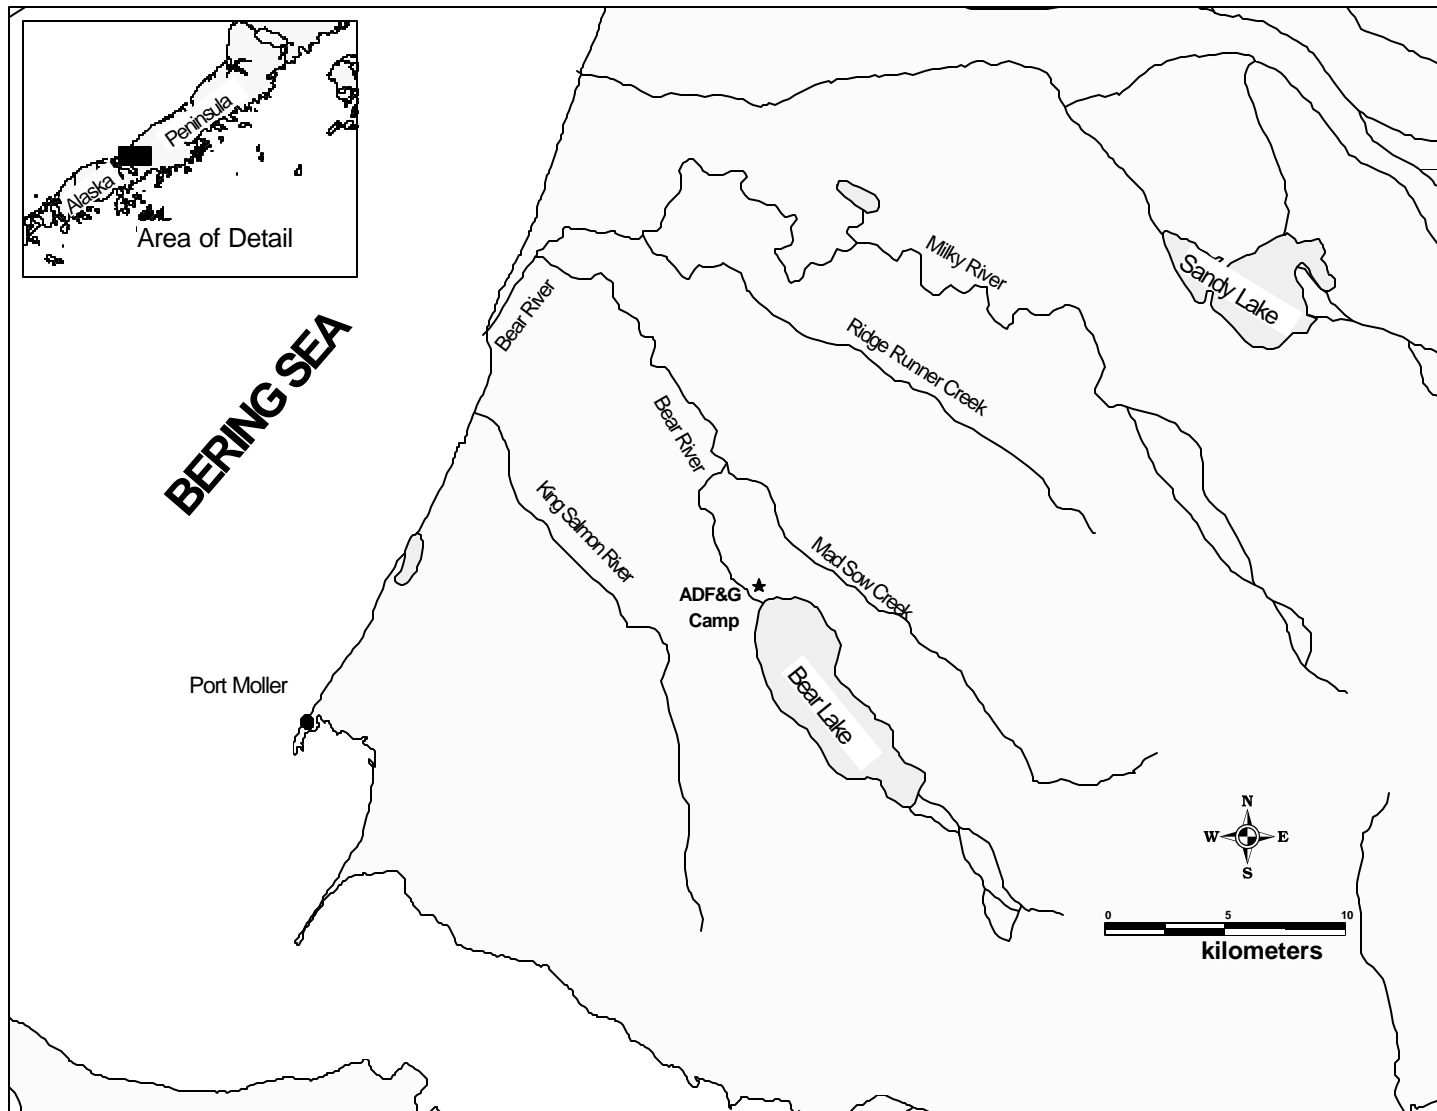 Peninsula
Alaska
Area of Detail
BERING SEA
Bear River
Milky River
Sandy Lake
Ridge Runner Creek
Bear River
King Salmon River
Mad Sow Creek
ADF&G
Camp
Bear Lake
Port Moller
N
W E
S
0 5 10
kilometers